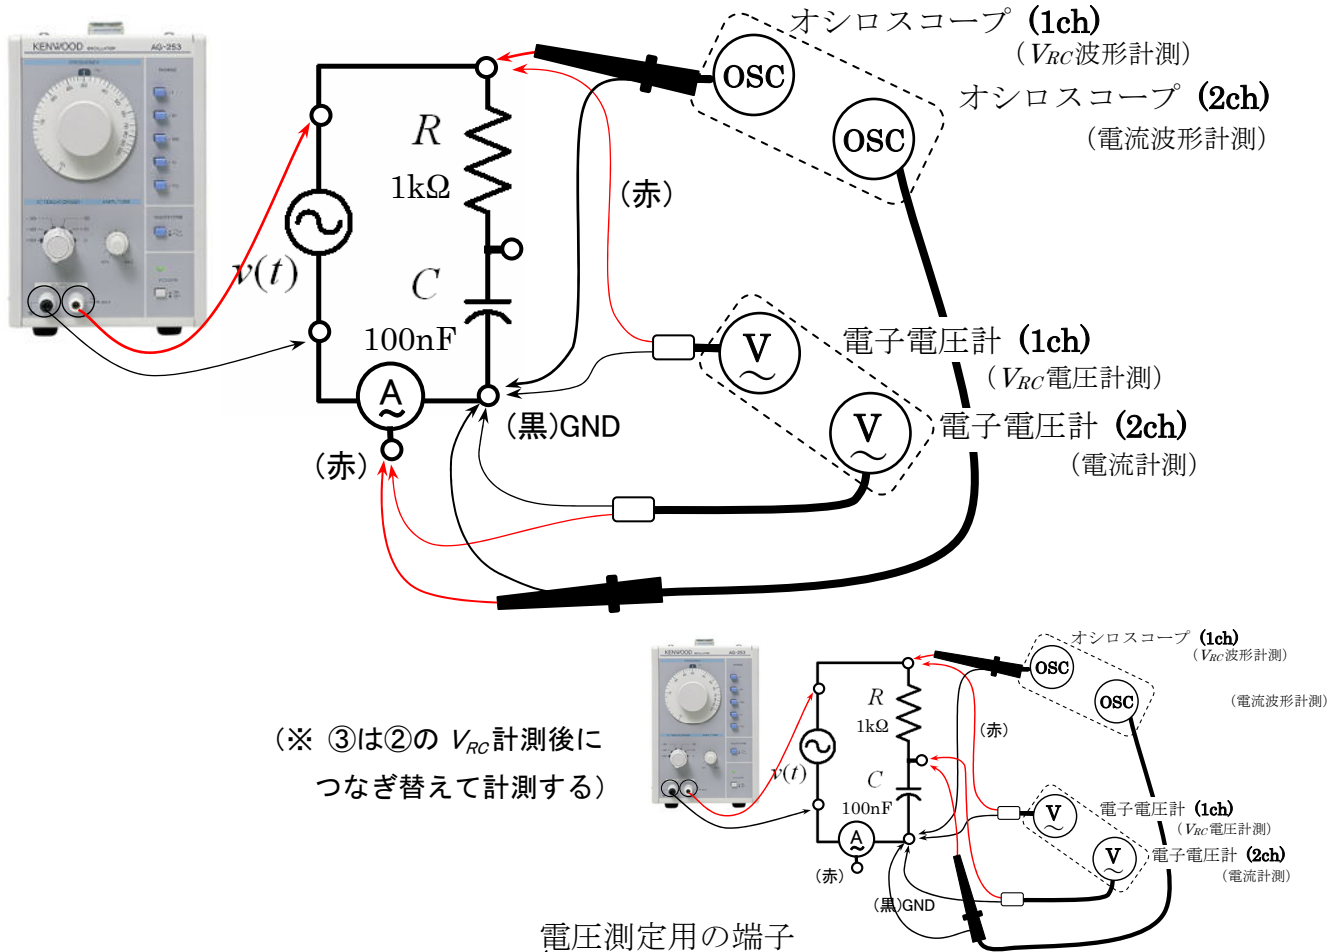 オシロスコープ (1ch)
(VRC波形計測)
オシロスコープ (2ch)
(電流波形計測)
KENWOOD OSCILLATOR AG-253
OSC
OSC
R
1kΩ
(赤)
v(t)
C
100nF
A
V
電子電圧計 (1ch)
(VRC電圧計測)
(黒)GND
V
電子電圧計 (2ch)
(電流計測)
(赤)
オシロスコープ (1ch)
(VRC波形計測)
KENWOOD AG-253
OSC
OSC
(電流波形計測)
R
1kΩ
(赤)
(※ ③は②の VRC計測後に
つなぎ替えて計測する)
v(t)
C
100nF
A
V
電子電圧計 (1ch)
(VRC電圧計測)
V
電子電圧計 (2ch)
(電流計測)
(赤)
(黒)GND
電圧測定用の端子